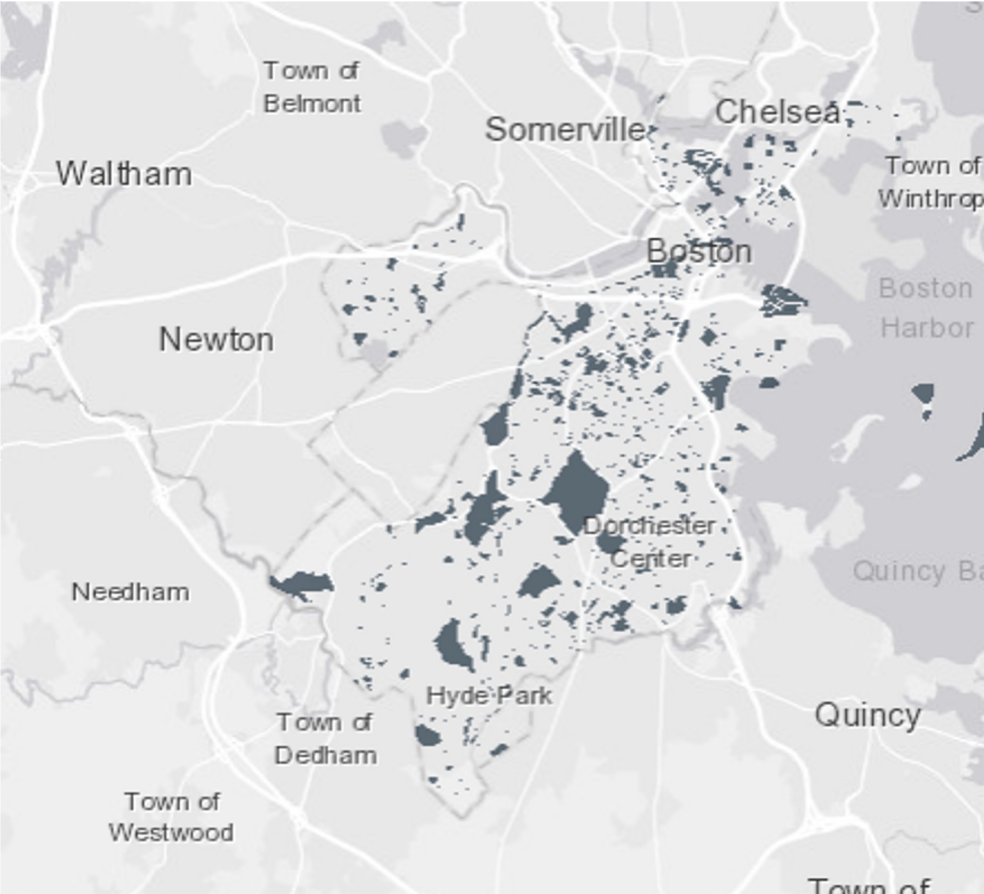 S
Town of
Belmont
Chelsea
Somerville
Waltham
Town of
Winthrop
Boston
Boston
Harbor
Newton
Dorchester
Center
Quincy Ba
Needham
Hyde Park
Quincy
Town of
Dedham
Town of
Westwood
Town of